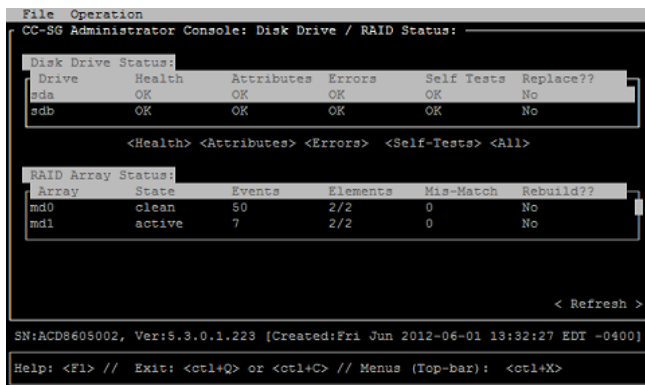 File Operation
CC-SG Administrator Console: Disk Drive / RAID Status:
Disk Drive Status:
Drive Health Attributes Errors Self Tests Replace??
sda OK OK OK OK No
sdb OK OK OK OK No
<Health> <Attributes> <Errors> <Self-Tests> <All>
RAID Array Status:
Array State Events Elements Mis-Match Rebuild??
md0 clean 50 2/2 0 No
md1 active 7 2/2 0 No
< Refresh >
SN:ACD8605002, Ver:5.3.0.1.223 [Created:Fri Jun 2012-06-01 13:32:27 EDT -0400]
Help: <F1> // Exit: <ctl+Q> or <ctl+C> // Menus (Top-bar): <ctl+X>